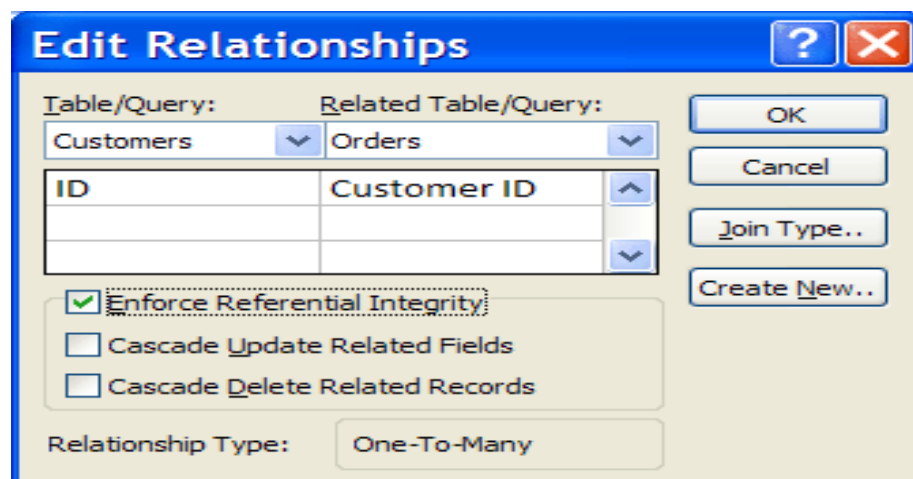 Edit Relationships
Table/Query: Related Table/Query:
Customers Orders
ID Customer ID
Enforce Referential Integrity
Cascade Update Related Fields
Cascade Delete Related Records
Relationship Type: One-To-Many
OK
Cancel
Join Type..
Create New..